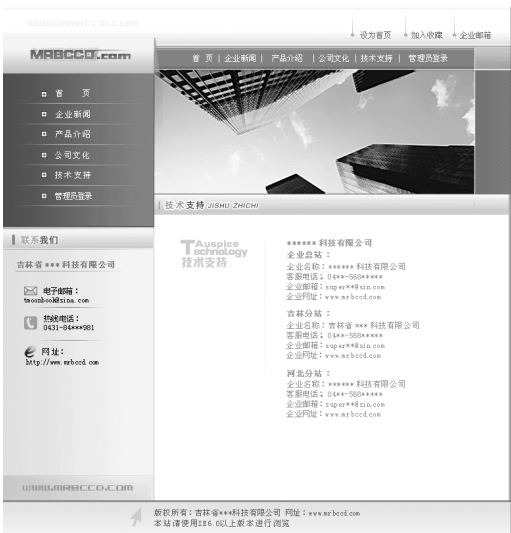 设为首页 加入收藏 企业邮箱
MRBCCD.com
首 页 | 企业新闻 | 产品介绍 | 公司文化 | 技术支持 | 管理员登录
首 页
企业新闻
产品介绍
公司文化
技术支持
管理员登录
技术支持 JISHU ZHICHI
联系我们
吉林省***科技有限公司
电子邮箱：
tmoonbook@sina.com
热线电话：
0431-84***981
网址：
http://www.mrbccd.com
WWW.MRBCCD.COM
TAuspice
echnology
技术支持
****** 科技有限公司
企业总站：
企业名称：****** 科技有限公司
客服电话：04**-568*****
企业邮箱：super**@sin.com
企业网址：www.mrbccd.com
吉林分站：
企业名称：吉林省 *** 科技有限公司
客服电话：04**-568*****
企业邮箱：super**@sin.com
企业网址：www.mrbccd.com
河北分站：
企业名称：****** 科技有限公司
客服电话：04**-568*****
企业邮箱：super**@sin.com
企业网址：www.mrbccd.com
版权所有：吉林省***科技有限公司 网址：www.mrbccd.com
本站请使用IE6.0以上版本进行浏览